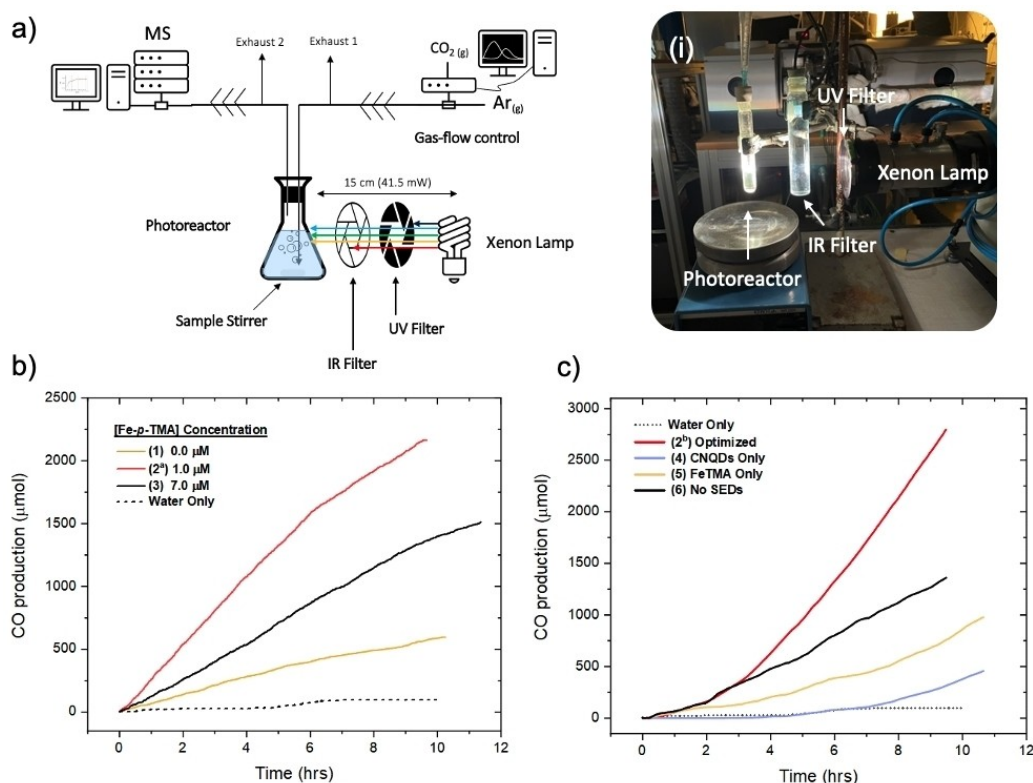 a)
MS
Exhaust 2
Exhaust 1
CO₂ (g)
Ar(g)
Gas-flow control
15 cm (41.5 mW)
Photoreactor
Xenon Lamp
Sample Stirrer
UV Filter
IR Filter
(i)
UV Filter
Xenon Lamp
IR Filter
Photoreactor
b)
2500
2000
1500
1000
500
0
CO production (μmol)
[Fe-p-TMA] Concentration
(1) 0.0 μM
(2ᵃ) 1.0 μM
(3) 7.0 μM
Water Only
0 2 4 6 8 10 12
Time (hrs)
c)
3000
2500
2000
1500
1000
500
0
CO production (μmol)
Water Only
(2ᵇ) Optimized
(4) CNQDs Only
(5) FeTMA Only
(6) No SEDs
0 2 4 6 8 10 12
Time (hrs)